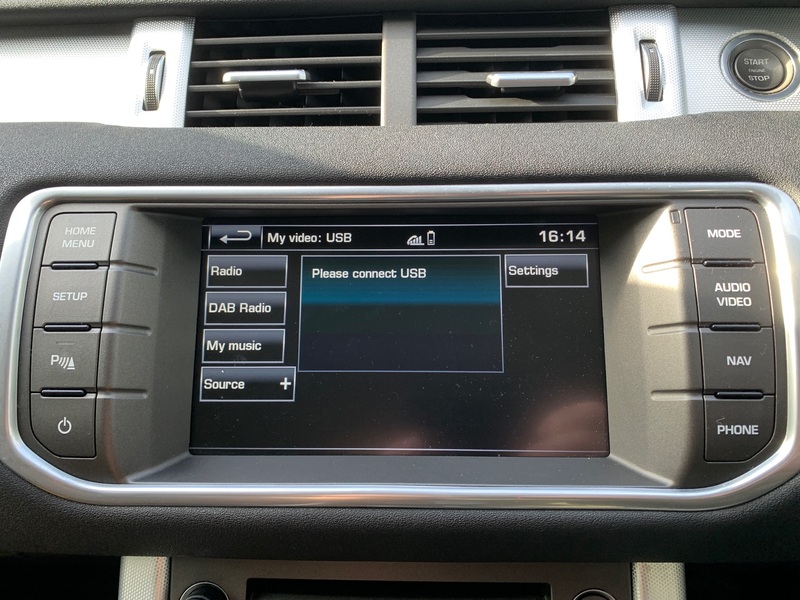 START
ENGINE
STOP
HOME
MENU
SETUP
P
My video: USB
16:14
Radio
DAB Radio
My music
Source +
Please connect USB
Settings
MODE
AUDIO
VIDEO
NAV
PHONE